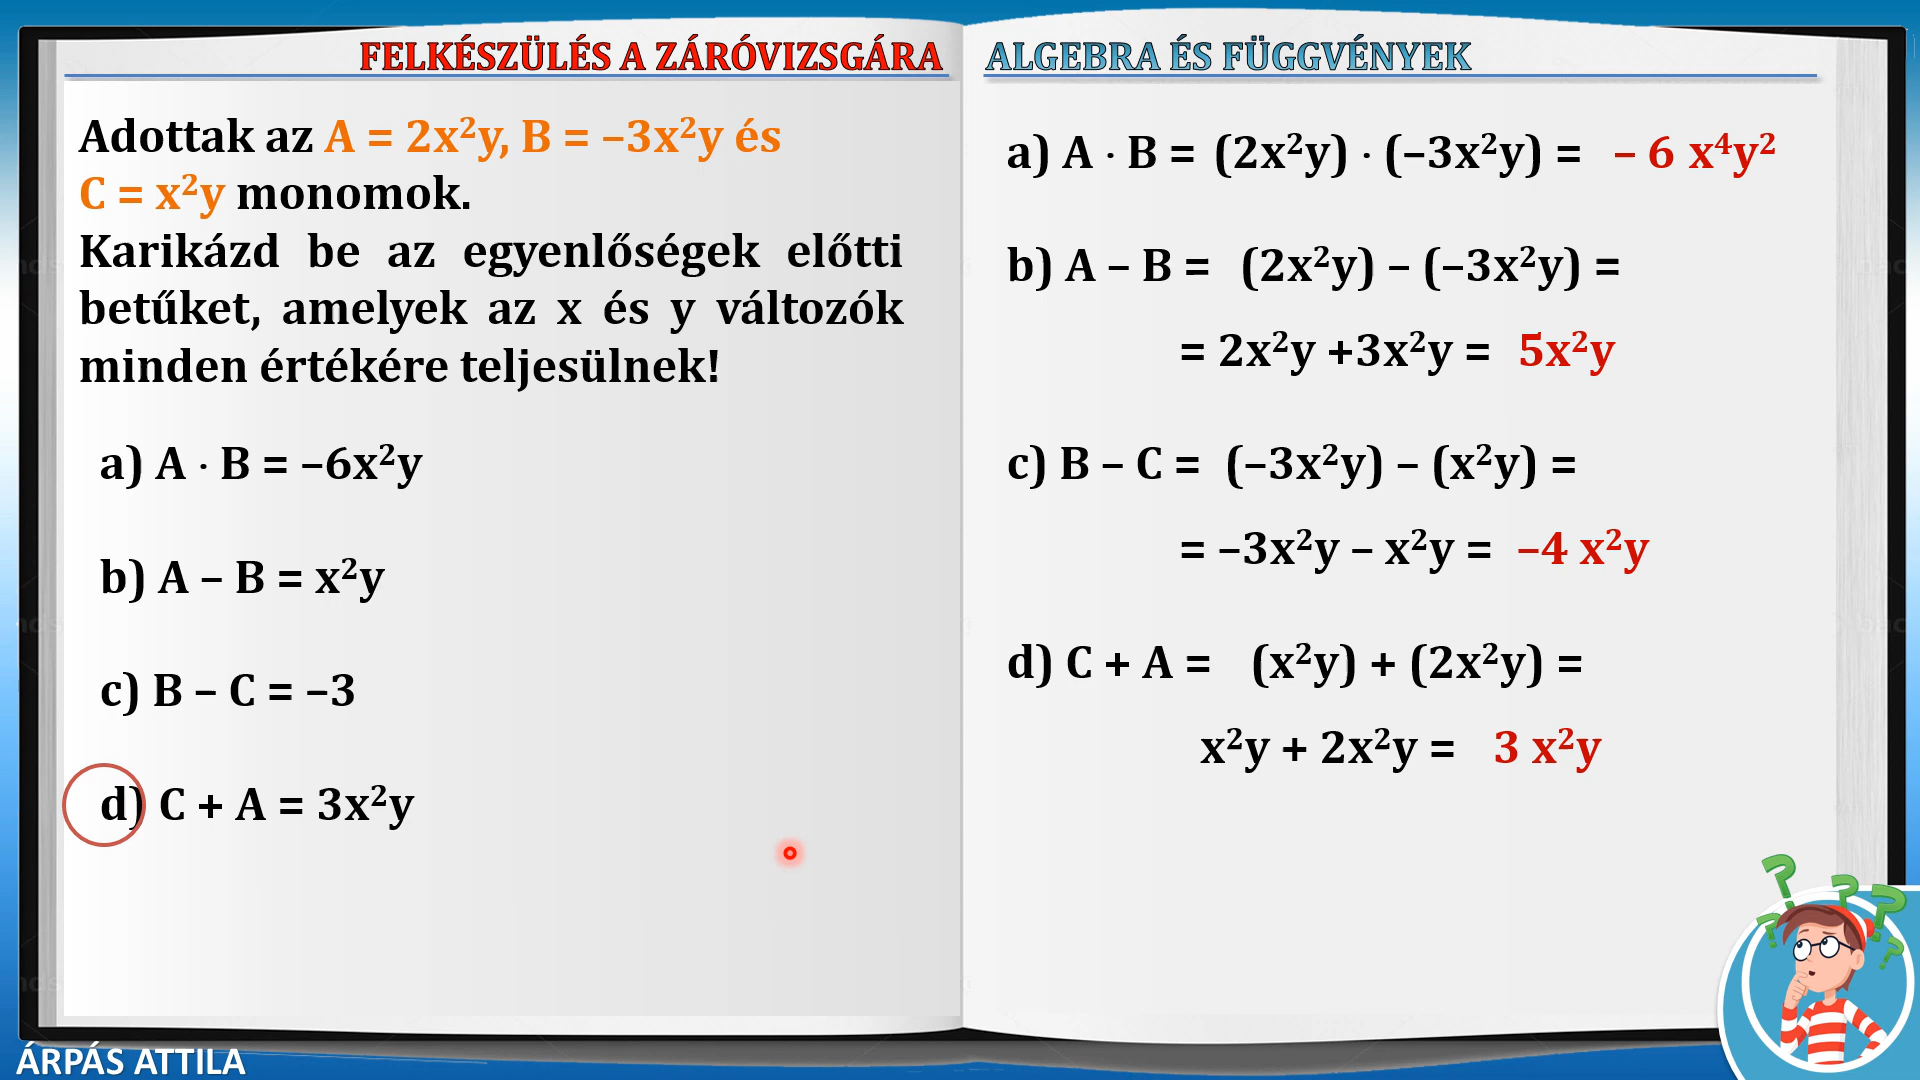 FELKÉSZÜLÉS A ZÁRÓVIZSGÁRA
Adottak az A = 2x²y, B = –3x²y és
C = x²y monomok.
Karikázd be az egyenlőségek előtti
betűket, amelyek az x és y változók
minden értékére teljesülnek!
a) A · B = –6x²y
b) A – B = x²y
c) B – C = –3
d) C + A = 3x²y
ALGEBRA ÉS FÜGGVÉNYEK
a) A · B = (2x²y) · (–3x²y) = – 6 x⁴y²
b) A – B = (2x²y) – (–3x²y) =
= 2x²y +3x²y = 5x²y
c) B – C = (–3x²y) – (x²y) =
= –3x²y – x²y = –4 x²y
d) C + A = (x²y) + (2x²y) =
x²y + 2x²y = 3 x²y
ÁRPÁS ATTILA